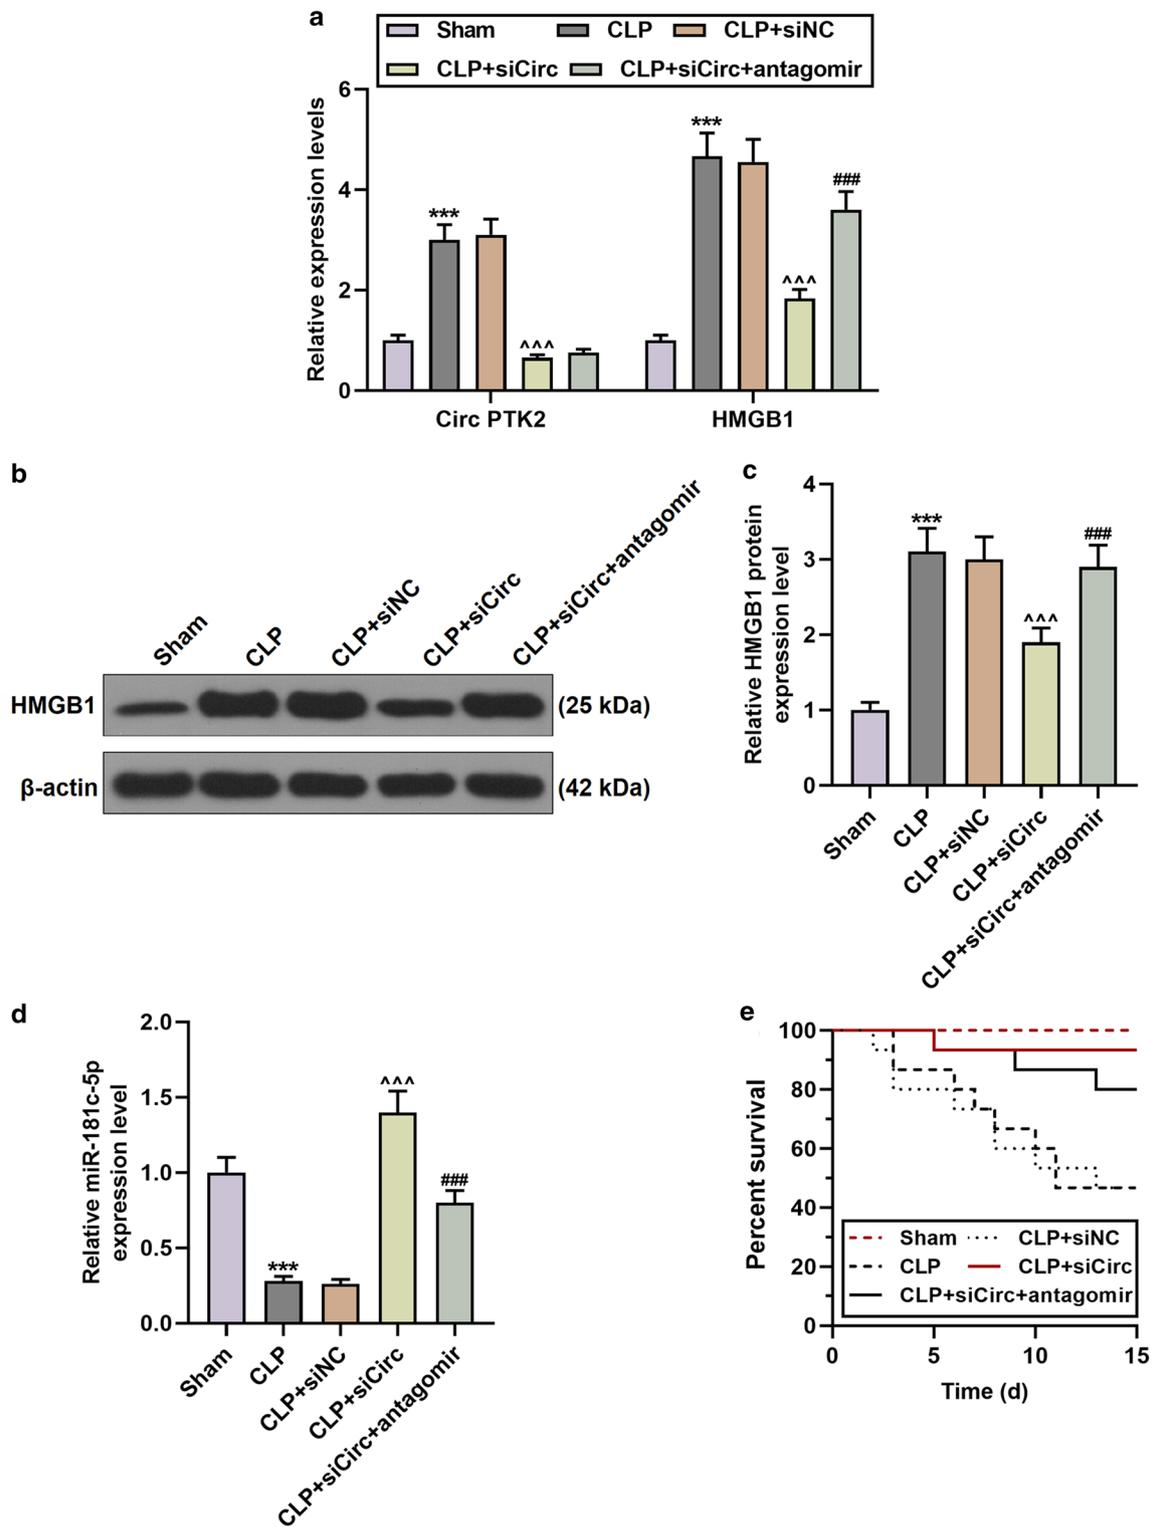 a
Sham CLP CLP+siNC
CLP+siCirc CLP+siCirc+antagomir
Relative expression levels
6
4
2
0
***
^^^
***
^^^
###
Circ PTK2 HMGB1
b
Sham CLP CLP+siNC CLP+siCirc CLP+siCirc+antagomir
HMGB1 (25 kDa)
β-actin (42 kDa)
c
Relative HMGB1 protein
expression level
4
3
2
1
0
***
^^^
###
Sham CLP CLP+siNC CLP+siCirc CLP+siCirc+antagomir
d
Relative miR-181c-5p
expression level
2.0
1.5
1.0
0.5
0.0
***
^^^
###
Sham CLP CLP+siNC CLP+siCirc CLP+siCirc+antagomir
e
Percent survival
100
80
60
40
20
0
Sham CLP+siNC
CLP CLP+siCirc
CLP+siCirc+antagomir
0 5 10 15
Time (d)